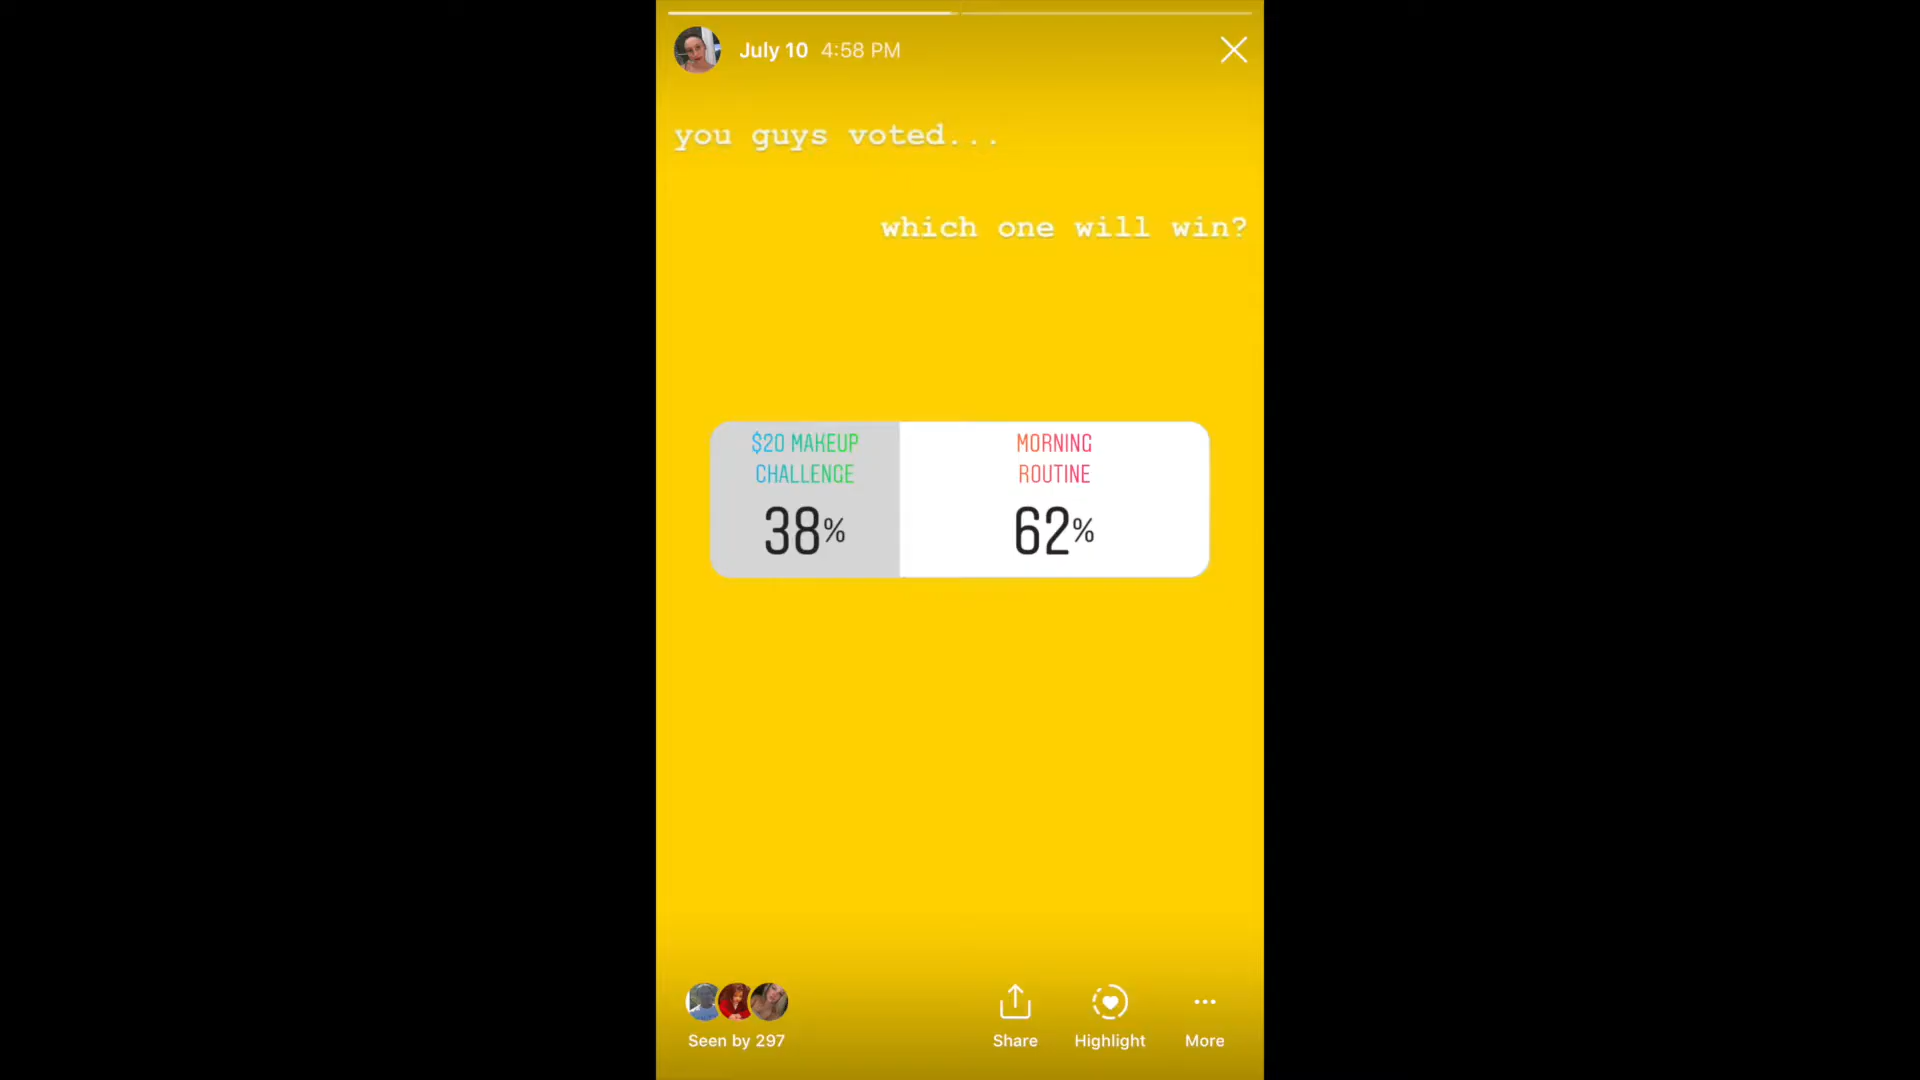 July 10 4:58 PM
you guys voted...
which one will win?
$20 MAKEUP
CHALLENGE
38%
MORNING
ROUTINE
62%
Seen by 297
Share
Highlight
More